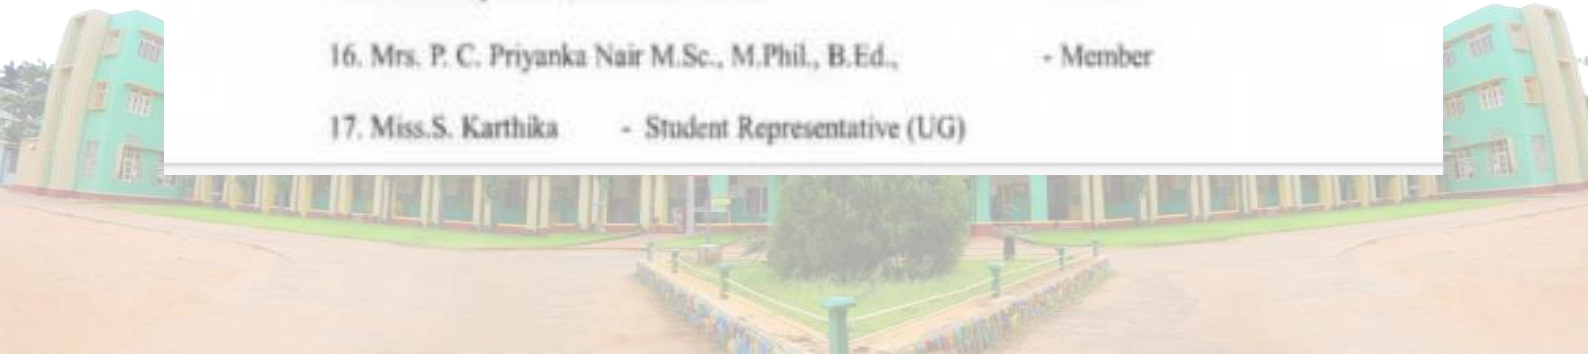 16. Mrs. P. C. Priyanka Nair M.Sc., M.Phil., B.Ed., - Member
17. Miss.S. Karthika - Student Representative (UG)